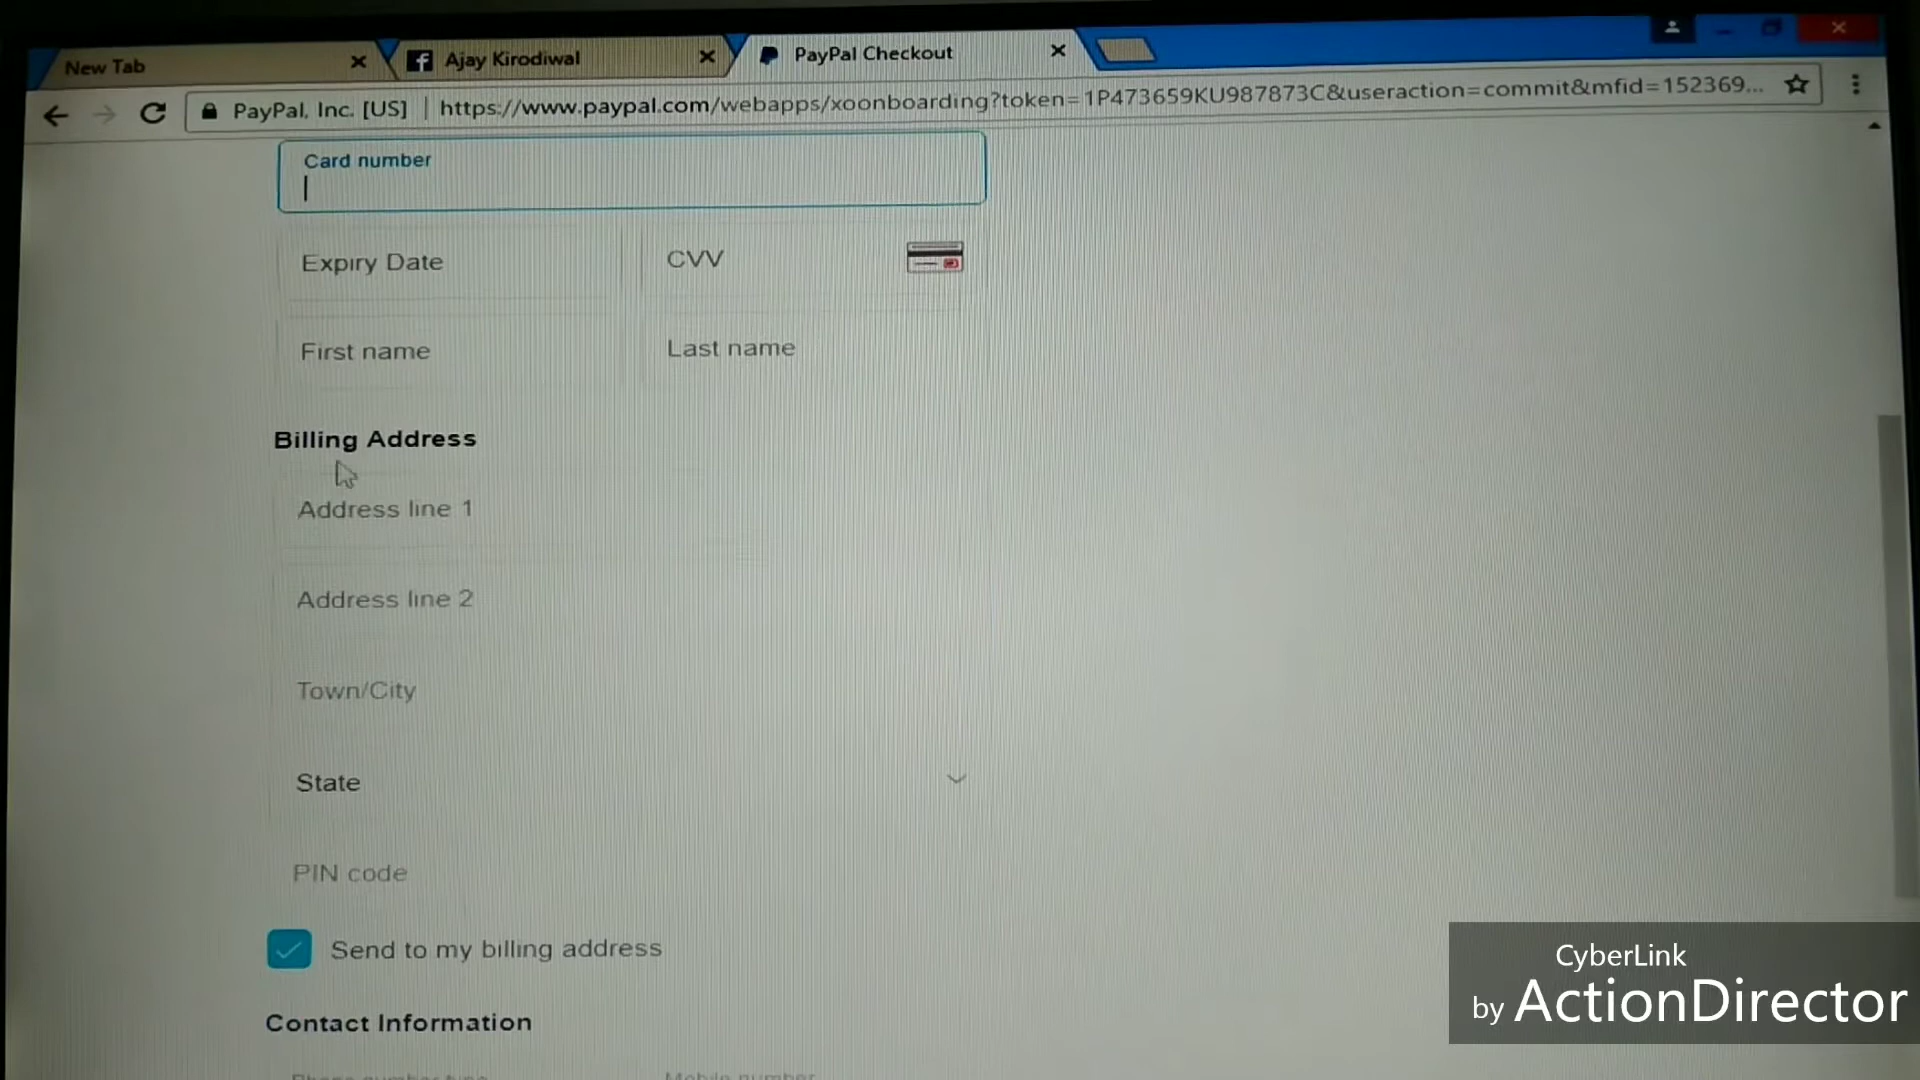 New Tab
Ajay Kirodiwal
PayPal Checkout
PayPal, Inc. [US] | https://www.paypal.com/webapps/xoonboarding?token=1P473659KU987873C&useraction=commit&mfid=152369...
Card number
Expiry Date
CVV
First name
Last name
Billing Address
Address line 1
Address line 2
Town/City
State
PIN code
Send to my billing address
Contact Information
Mobile number
CyberLink
by ActionDirector